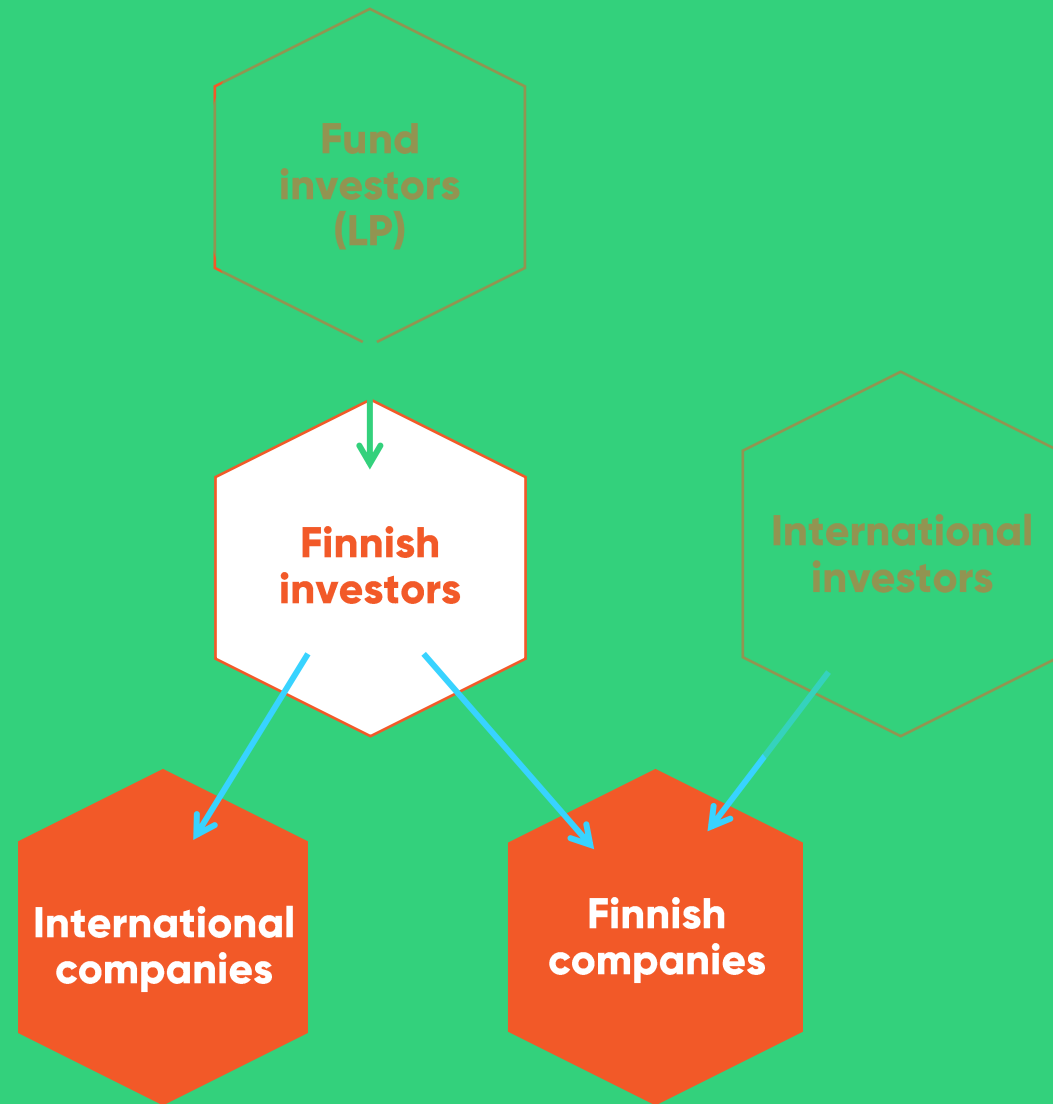 Fund
investors
(LP)
Finnish
investors
International
investors
International
companies
Finnish
companies